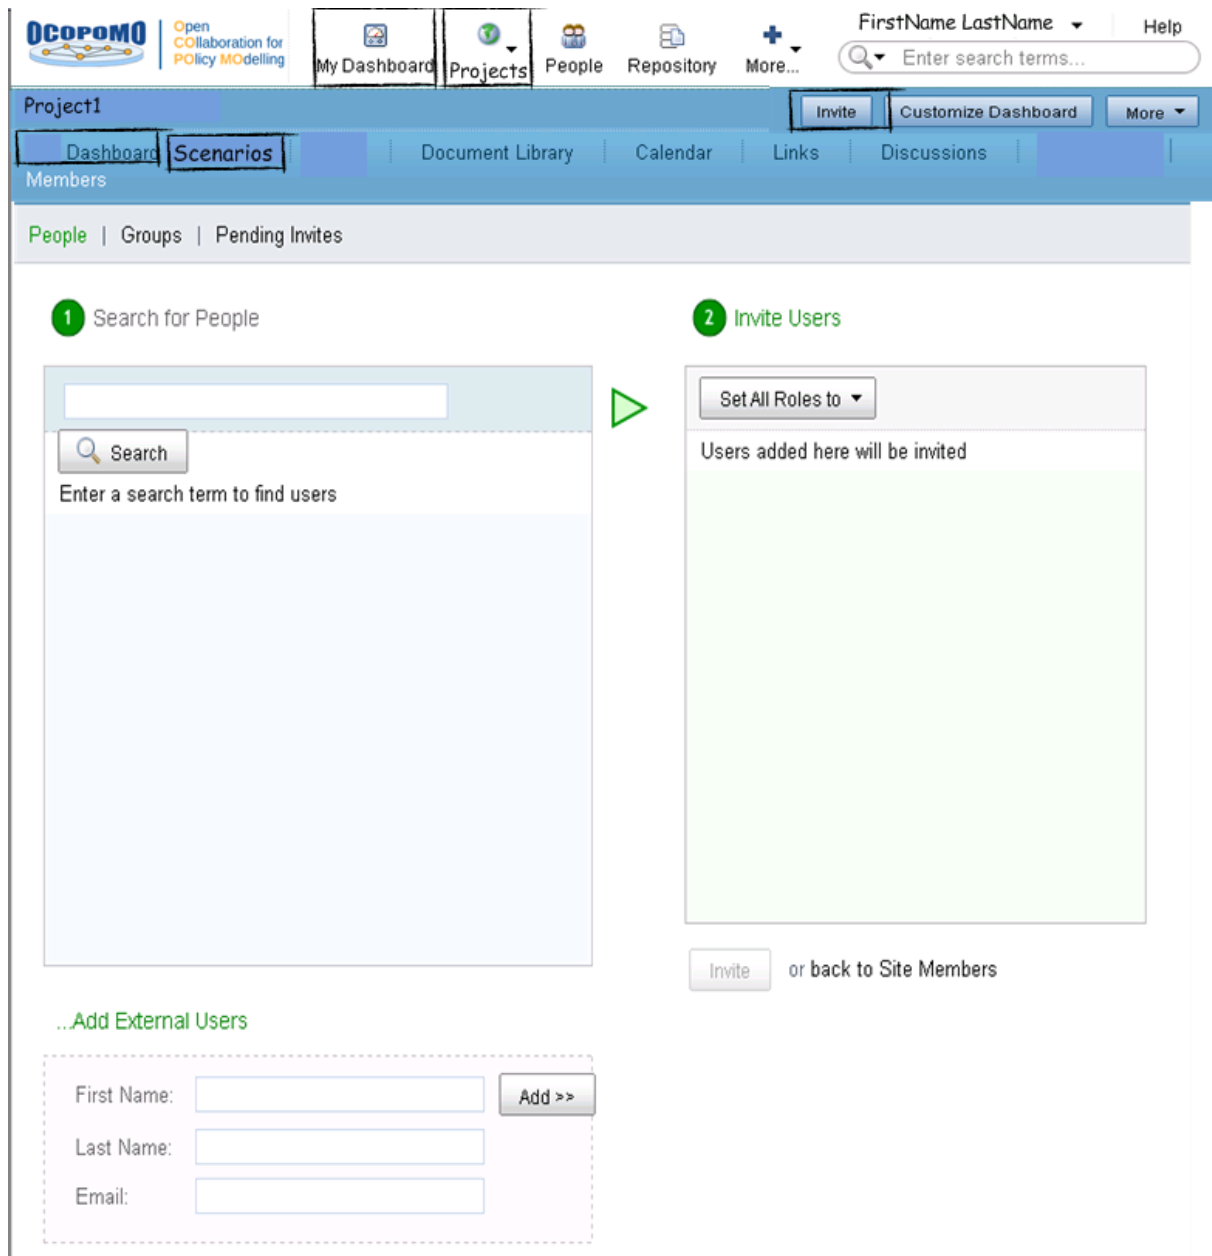 OCOPOMO
Open
COllaboration for
POlicy MOdelling
My Dashboard Projects People Repository More...
FirstName LastName Help
Enter search terms...
Project1 Invite Customize Dashboard More
Dashboard Scenarios Document Library Calendar Links Discussions
Members
People | Groups | Pending Invites
1 Search for People
2 Invite Users
Set All Roles to
Search
Users added here will be invited
Enter a search term to find users
Invite or back to Site Members
...Add External Users
First Name: Add >>
Last Name:
Email: